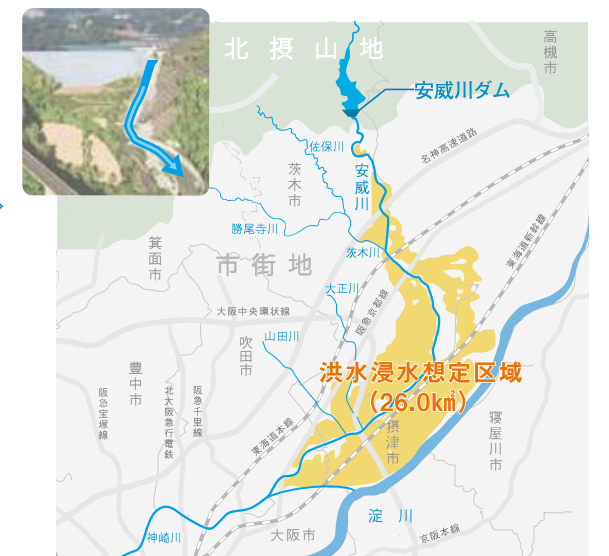 北摂山地
高槻市
安威川ダム
名神高速道路
佐保川
安威川
茨木市
東海道新幹線
勝尾寺川
箕面市
茨木川
市街地
大正川
阪急京都線
大阪中央環状線
山田川
吹田市
洪水浸水想定区域
(26.0km²)
豊中市
阪急宝塚線
北大阪急行電鉄
阪急千里線
東海道本線
摂津市
寝屋川市
淀川
神崎川
大阪市
京阪本線